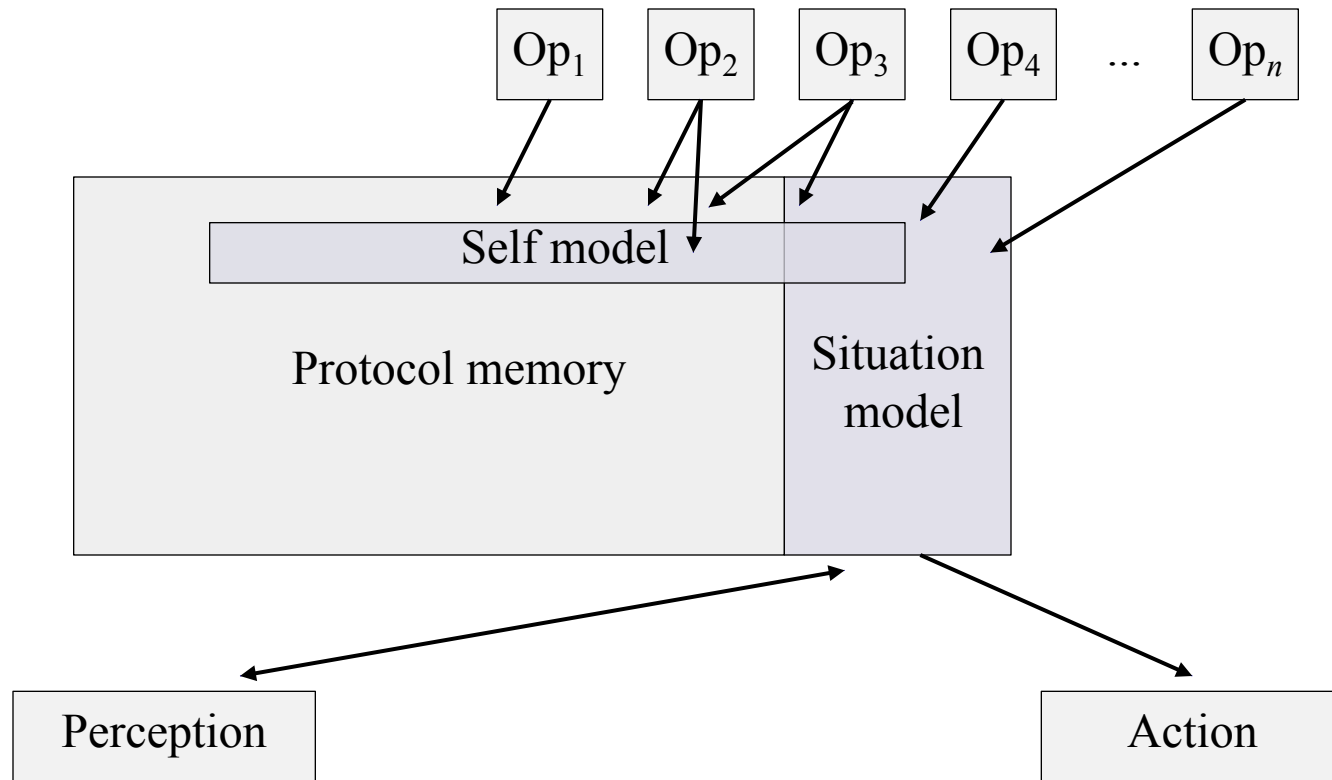 Op₁ Op₂ Op₃ Op₄ ... Opₙ
Self model
Protocol memory
Situation
model
Perception
Action